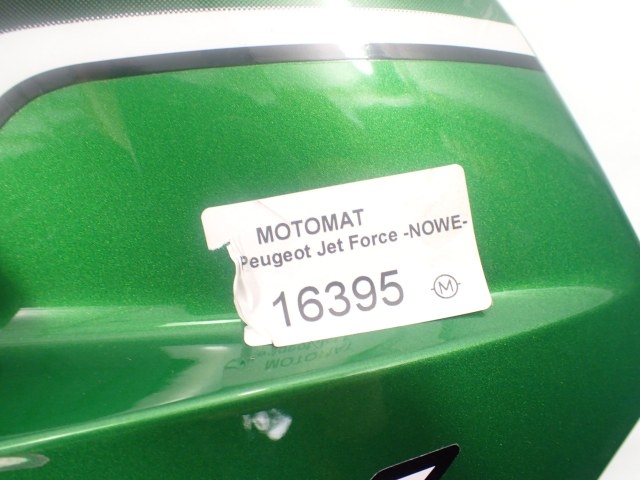 MOTOMAT
Peugeot Jet Force -NOWE-
16395 M